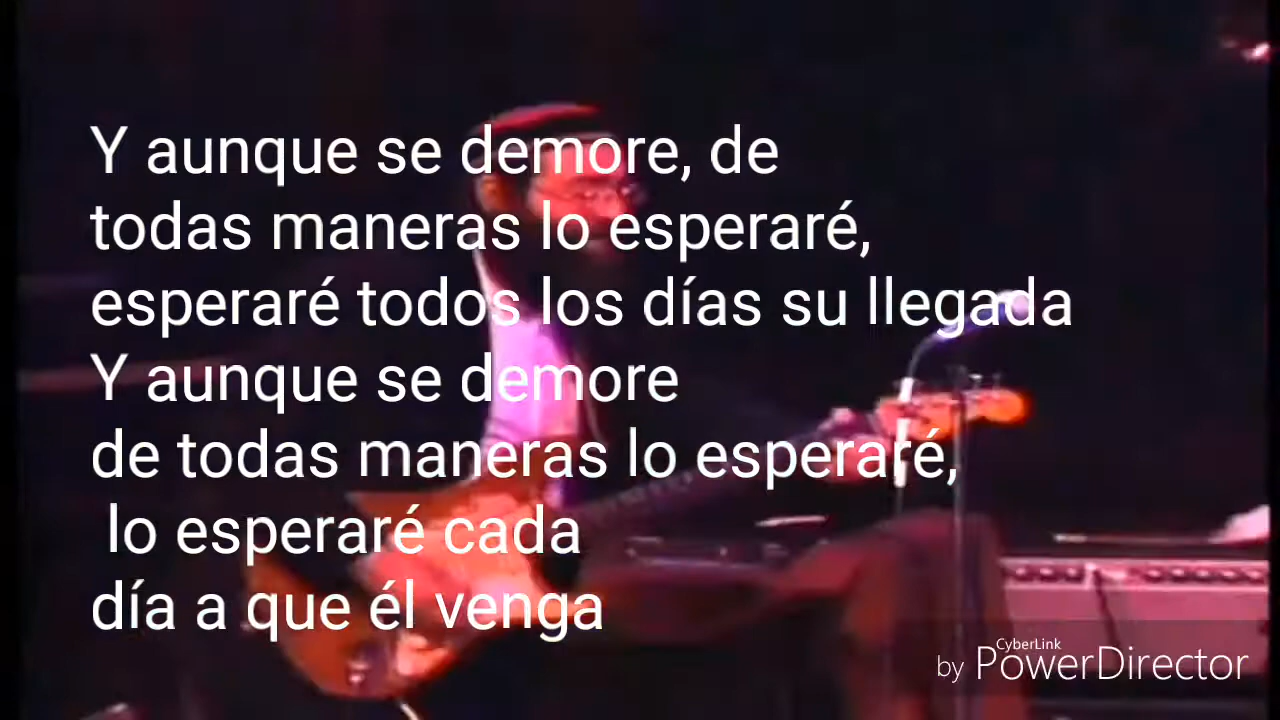 Y aunque se demore, de
todas maneras lo esperaré,
esperaré todos los días su llegada
Y aunque se demore
de todas maneras lo esperaré,
lo esperaré cada
día a que él venga
CyberLink
by PowerDirector